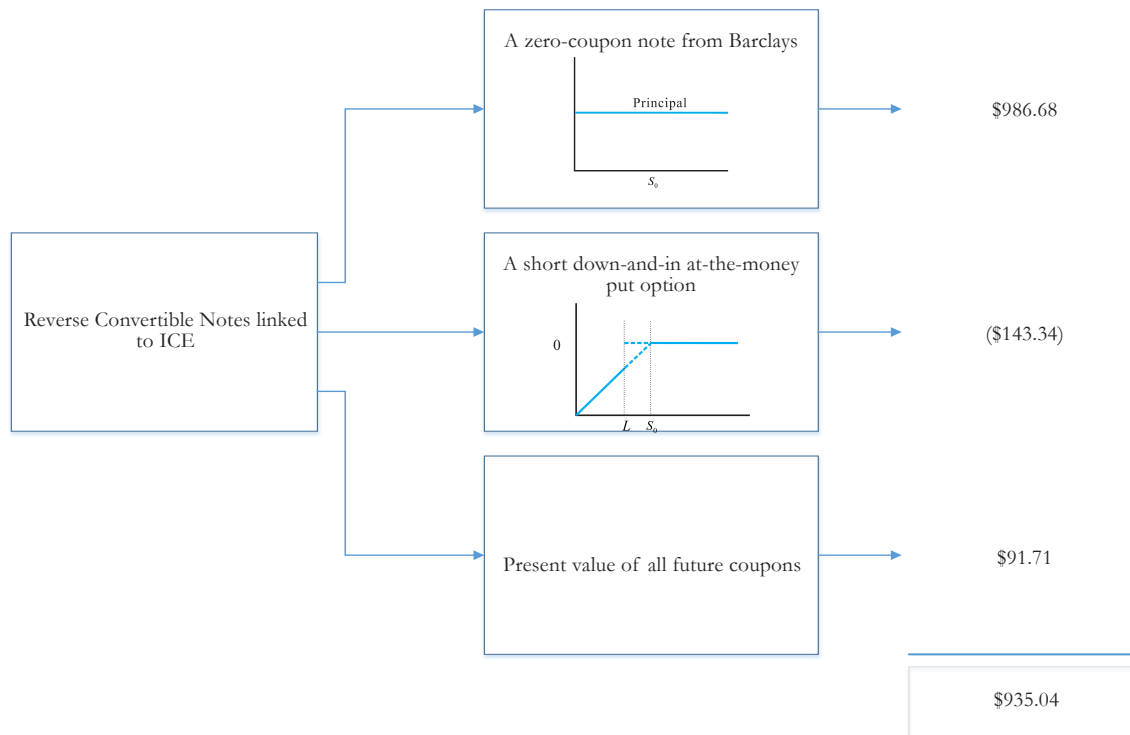 A zero-coupon note from Barclays
Principal
S0
$986.68
Reverse Convertible Notes linked
to ICE
A short down-and-in at-the-money
put option
0
L S0
($143.34)
Present value of all future coupons
$91.71
$935.04